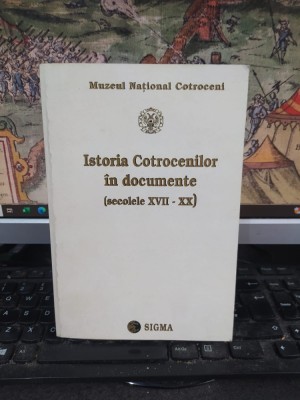 Muzeul Național Cotroceni
Istoria Cotrocenilor
în documente
(secolele XVII - XX)
SIGMA